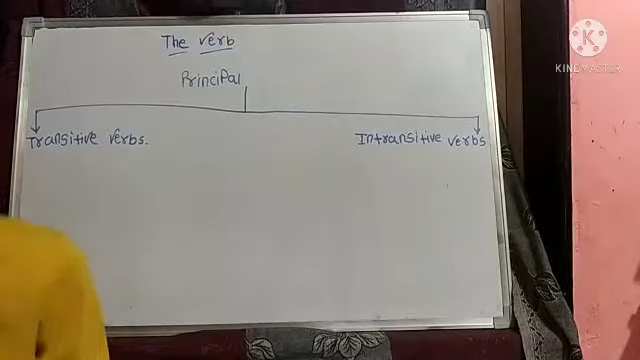 The verb
Principal
Transitive verbs.
Intransitive verbs
K
KINEMASTER